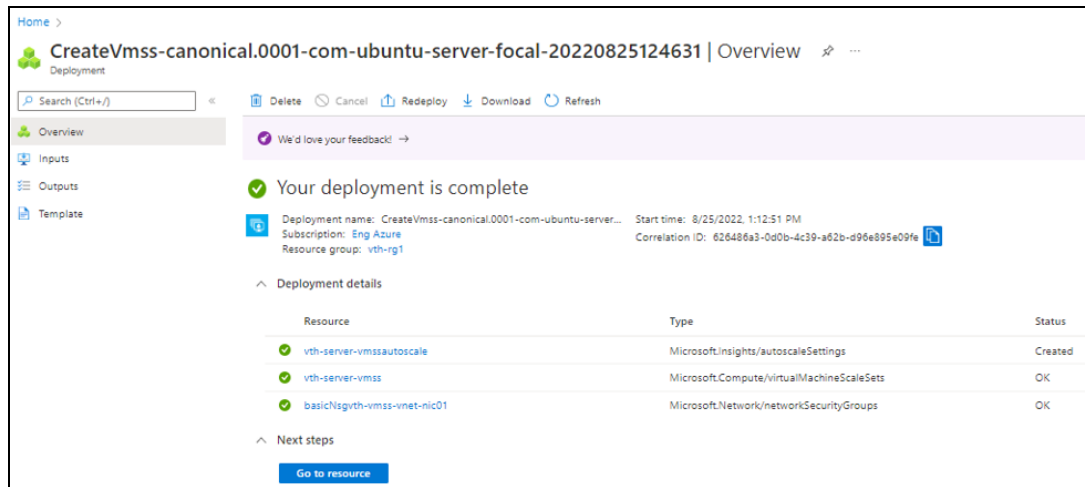 Home >
CreateVmss-canonical.0001-com-ubuntu-server-focal-20220825124631 | Overview ...
Deployment
Search (Ctrl+/) «
Delete Cancel Redeploy Download Refresh
Overview
Inputs
Outputs
Template
We'd love your feedback! →
Your deployment is complete
Deployment name: CreateVmss-canonical.0001-com-ubuntu-server... Start time: 8/25/2022, 1:12:51 PM
Subscription: Eng Azure Correlation ID: 626486a3-0d0b-4c39-a62b-d96e895e09fe
Resource group: vth-rg1
Deployment details
Resource Type Status
vth-server-vmssautoscale Microsoft.Insights/autoscaleSettings Created
vth-server-vmss Microsoft.Compute/virtualMachineScaleSets OK
basicNsgvth-vmss-vnet-nic01 Microsoft.Network/networkSecurityGroups OK
Next steps
Go to resource